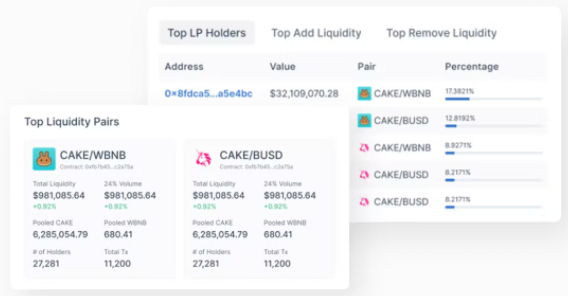 Top LP Holders Top Add Liquidity Top Remove Liquidity
Address Value Pair Percentage
0x8fdca5...a5e4bc $32,109,070.28 CAKE/WBNB 17.3821%
CAKE/BUSD 12.8192%
CAKE/WBNB 8.9271%
CAKE/BUSD 8.2171%
CAKE/BUSD 8.2171%
Top Liquidity Pairs
CAKE/WBNB
Contract: 0xf67b45...c2a75a
Total Liquidity 24% Volume
$981,085.64 $981,085.64
+0.92% +0.92%
Pooled CAKE Pooled WBNB
6,285,054.79 680.41
# of Holders Total Tx
27,281 11,200
CAKE/BUSD
Contract: 0xf67b45...c2a75a
Total Liquidity 24% Volume
$981,085.64 $981,085.64
+0.92% +0.92%
Pooled CAKE Pooled WBNB
6,285,054.79 680.41
# of Holders Total Tx
27,281 11,200